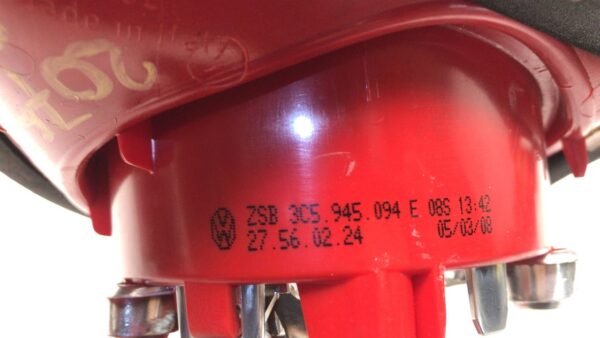 ZSB 3C5.945.094 E 08S 13:42
27.56.02.24 05/03/08